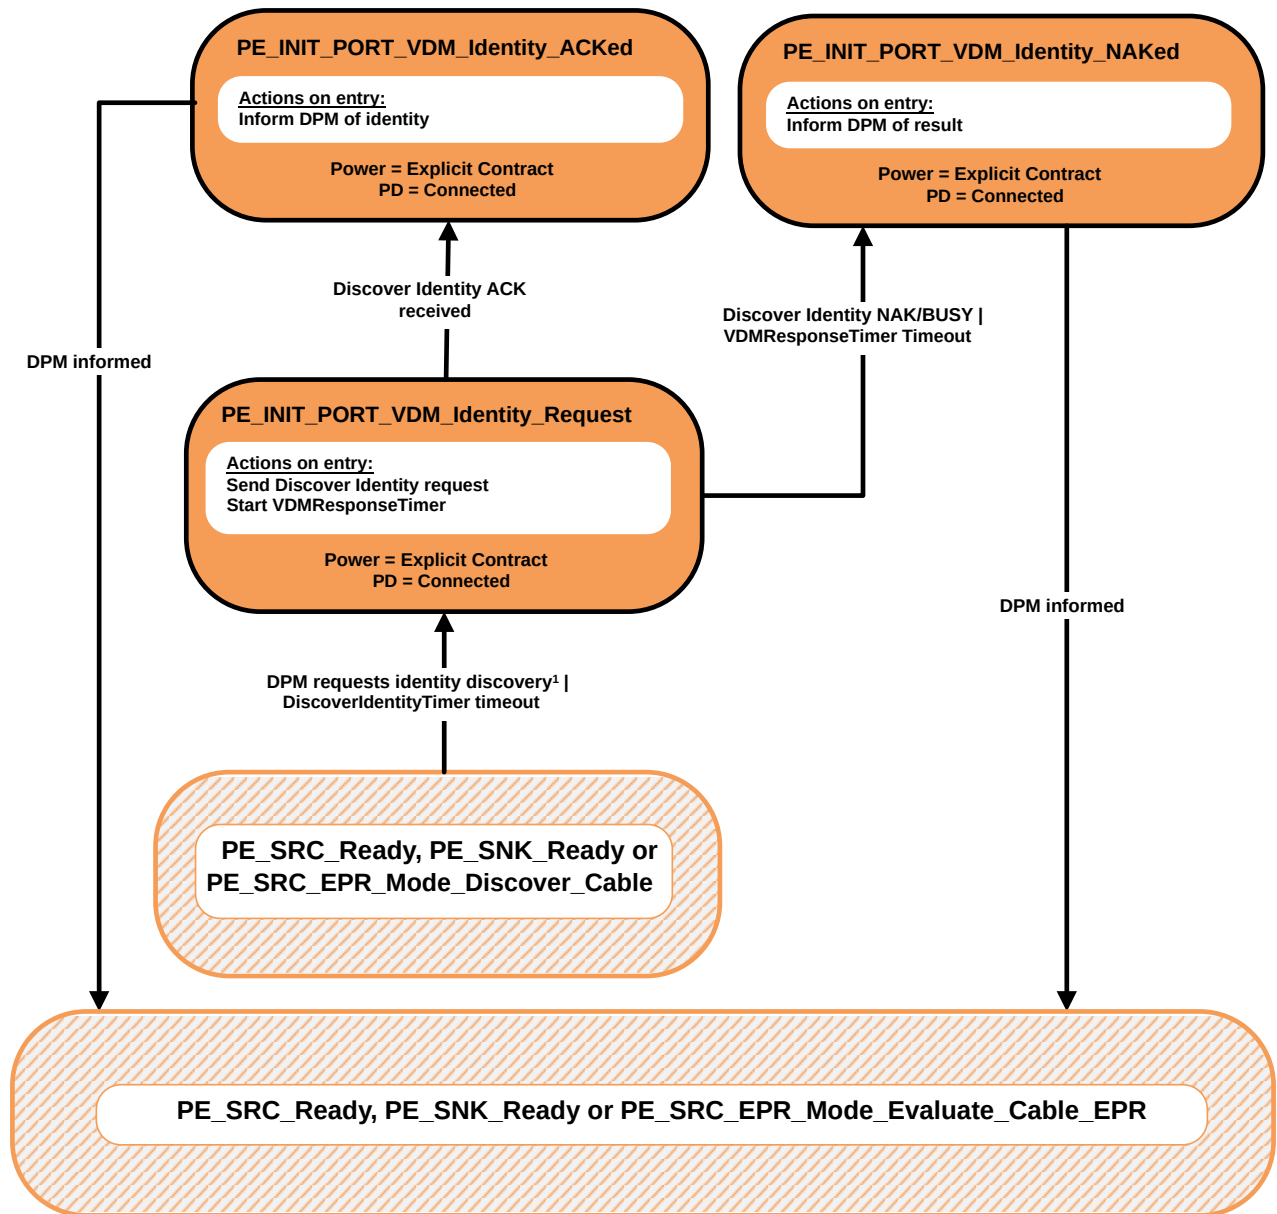 PE_INIT_PORT_VDM_Identity_ACKed
Actions on entry:
Inform DPM of identity
Power = Explicit Contract
PD = Connected
PE_INIT_PORT_VDM_Identity_NAKed
Actions on entry:
Inform DPM of result
Power = Explicit Contract
PD = Connected
Discover Identity ACK
received
Discover Identity NAK/BUSY |
VDMResponseTimer Timeout
DPM informed
PE_INIT_PORT_VDM_Identity_Request
Actions on entry:
Send Discover Identity request
Start VDMResponseTimer
Power = Explicit Contract
PD = Connected
DPM informed
DPM requests identity discovery¹ |
DiscoverIdentityTimer timeout
PE_SRC_Ready, PE_SNK_Ready or
PE_SRC_EPR_Mode_Discover_Cable
PE_SRC_Ready, PE_SNK_Ready or PE_SRC_EPR_Mode_Evaluate_Cable_EPR